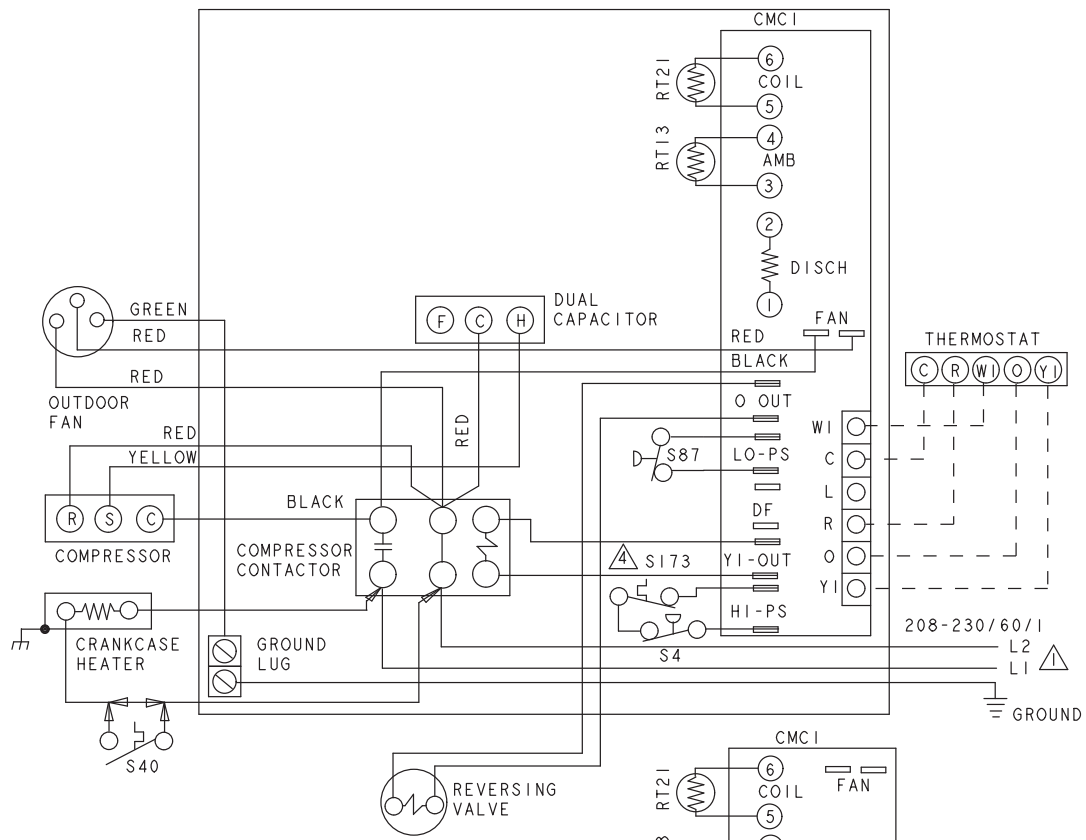 CMC1
RT21
6
COIL
5
RT13
4
AMB
3
2
DISCH
1
FAN
DUAL
CAPACITOR
F C H
GREEN
RED
RED
BLACK
THERMOSTAT
C R W1 O Y1
RED
OUTDOOR
FAN
O OUT
RED
RED
YELLOW
W1
S87
LO-PS
C
L
BLACK
R S C
COMPRESSOR
DF
R
COMPRESSOR
CONTACTOR
4
S173
Y1-OUT
O
Y1
HI-PS
CRANKCASE
HEATER
GROUND
LUG
S4
208-230/60/1
L2
L1
1
GROUND
S40
REVERSING
VALVE
CMC1
RT21
6
COIL
FAN
5